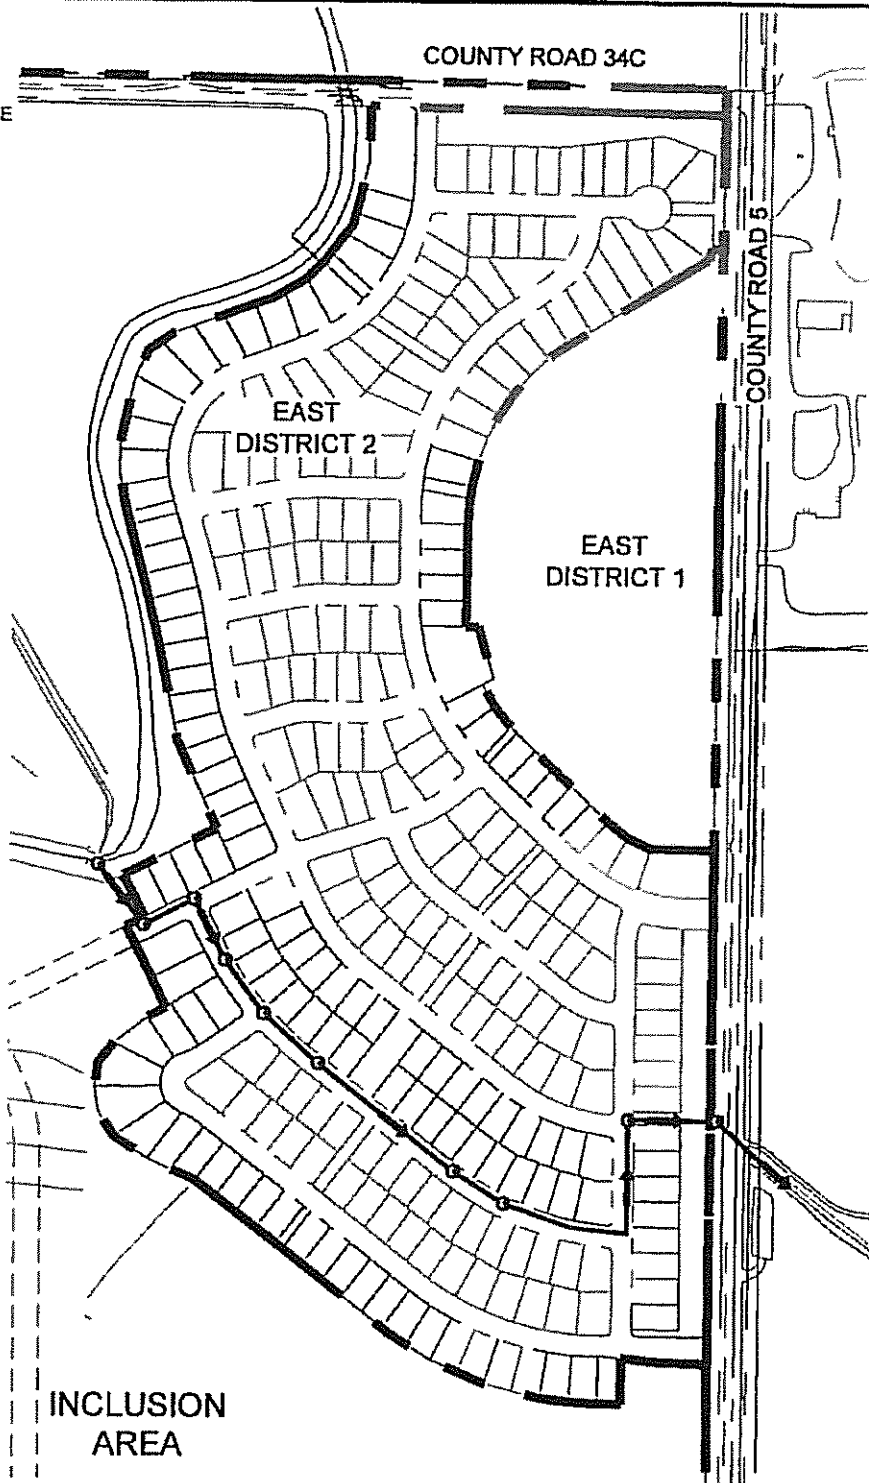 COUNTY ROAD 34C
E
COUNTY ROAD 5
EAST
DISTRICT 2
EAST
DISTRICT 1
INCLUSION
AREA